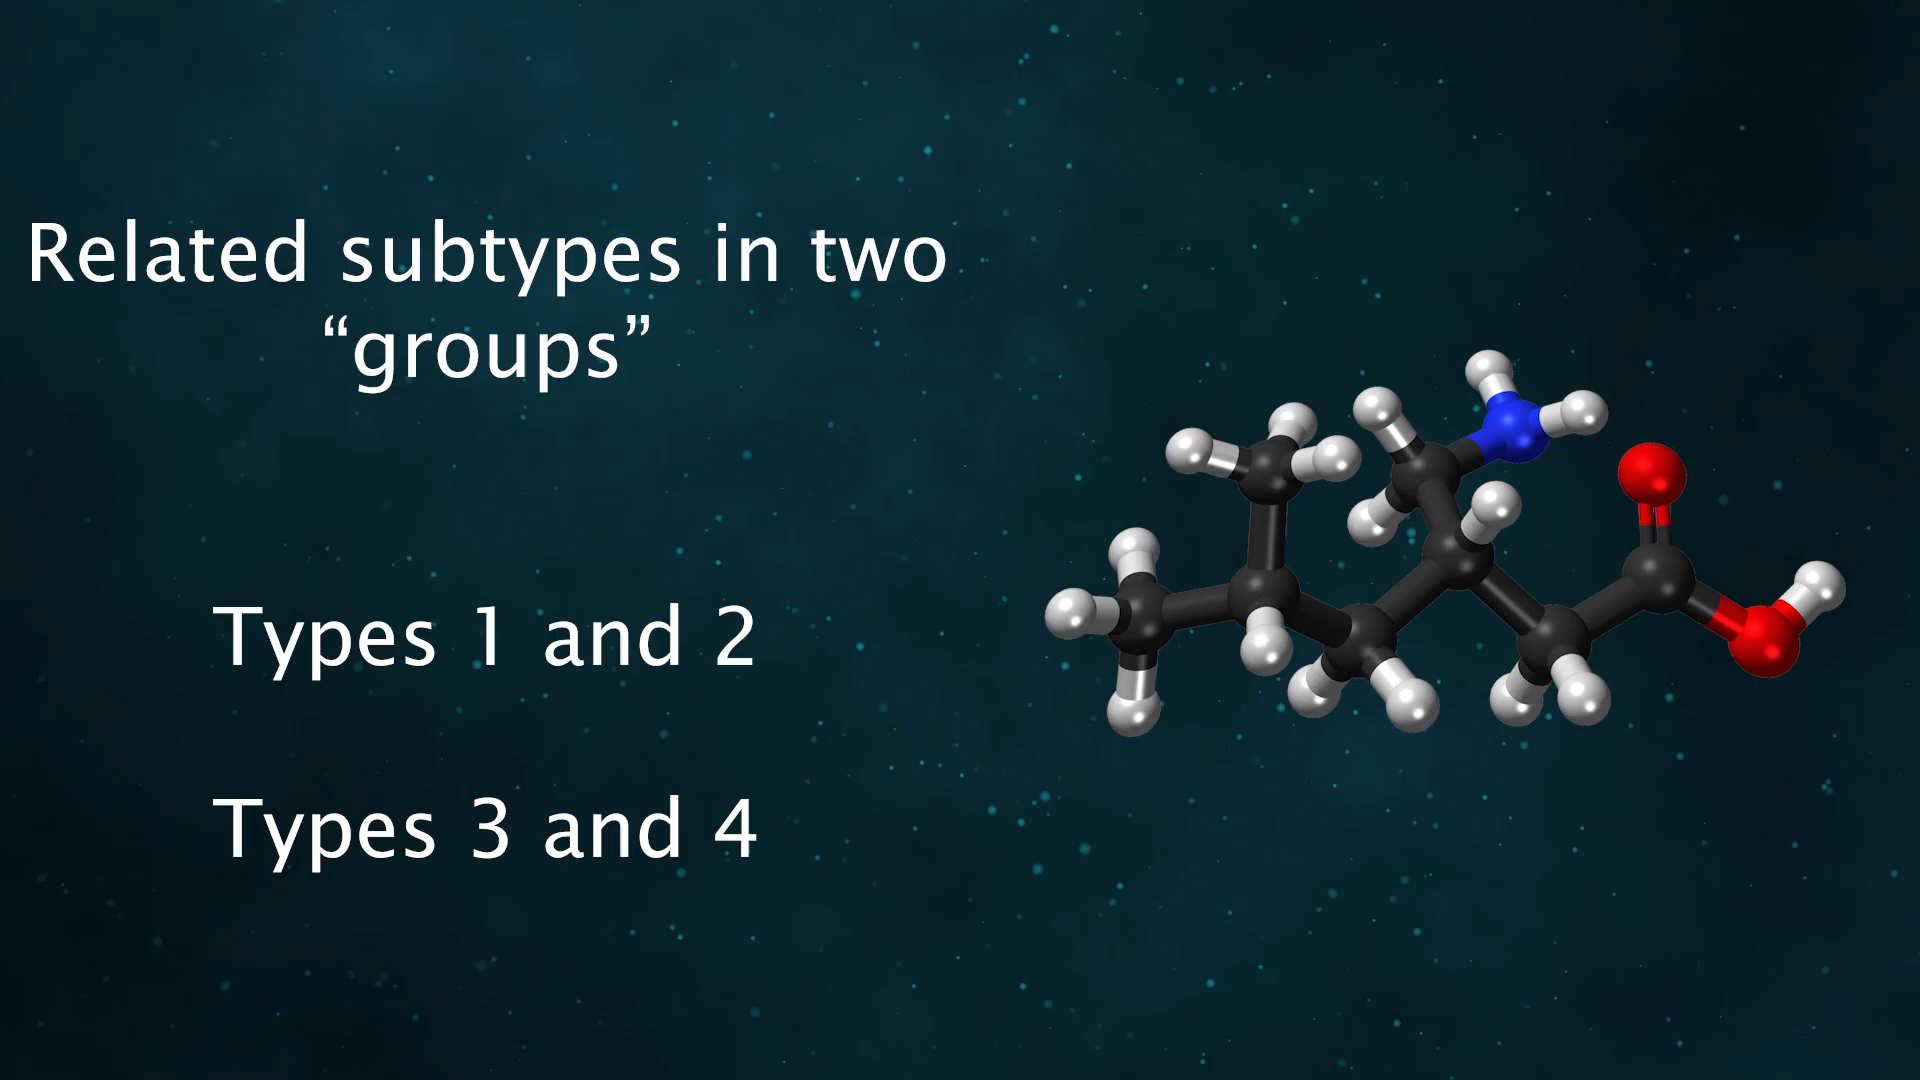 Related subtypes in two
“groups”
Types 1 and 2
Types 3 and 4